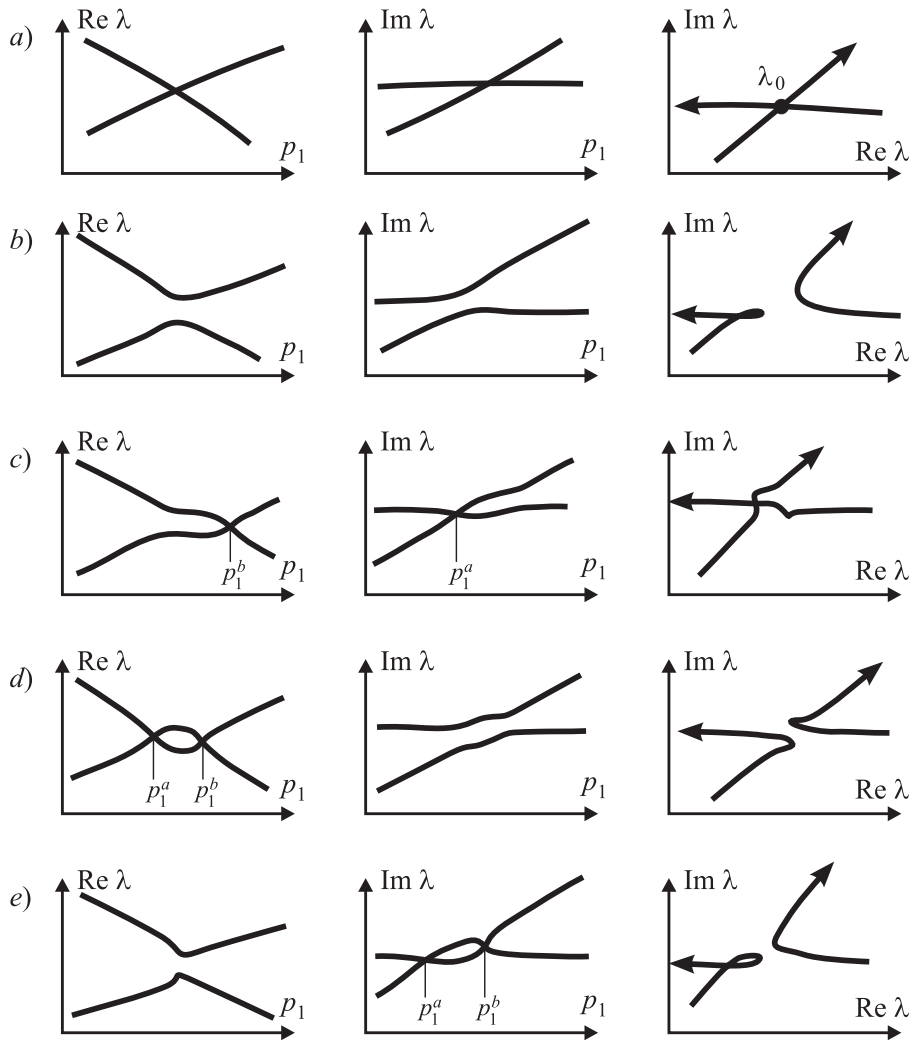 a) Re λ Im λ Im λ
λ₀
p₁ p₁ Re λ
b) Re λ Im λ Im λ
p₁ p₁ Re λ
c) Re λ Im λ Im λ
p₁ᵇ p₁ p₁ᵃ p₁ Re λ
d) Re λ Im λ Im λ
p₁ᵃ p₁ᵇ p₁ p₁ Re λ
e) Re λ Im λ Im λ
p₁ p₁ᵃ p₁ᵇ p₁ Re λ